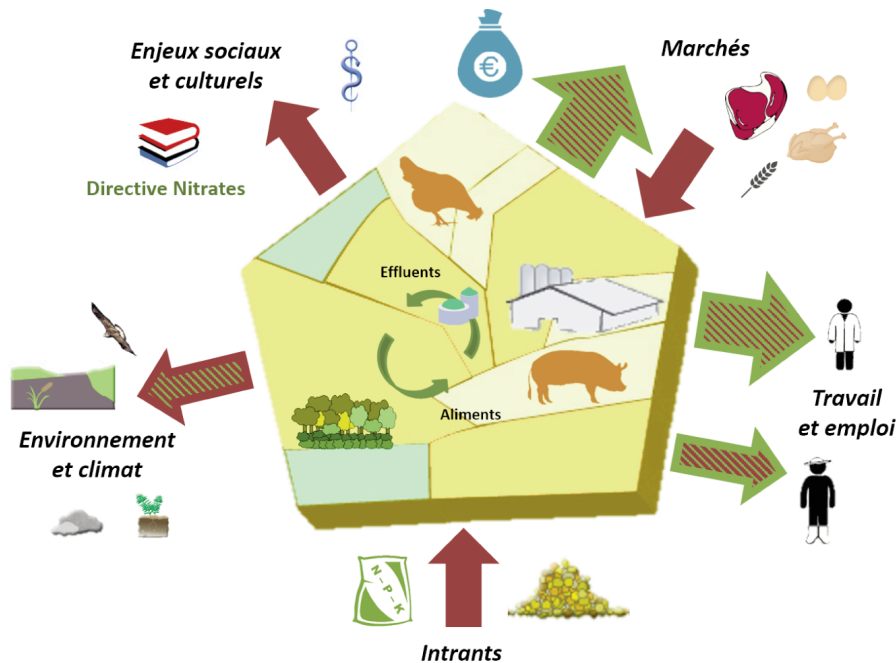 Enjeux sociaux
et culturels
€
Marchés
Directive Nitrates
Effluents
Aliments
Travail
et emploi
Environnement
et climat
N-P-K
Intrants